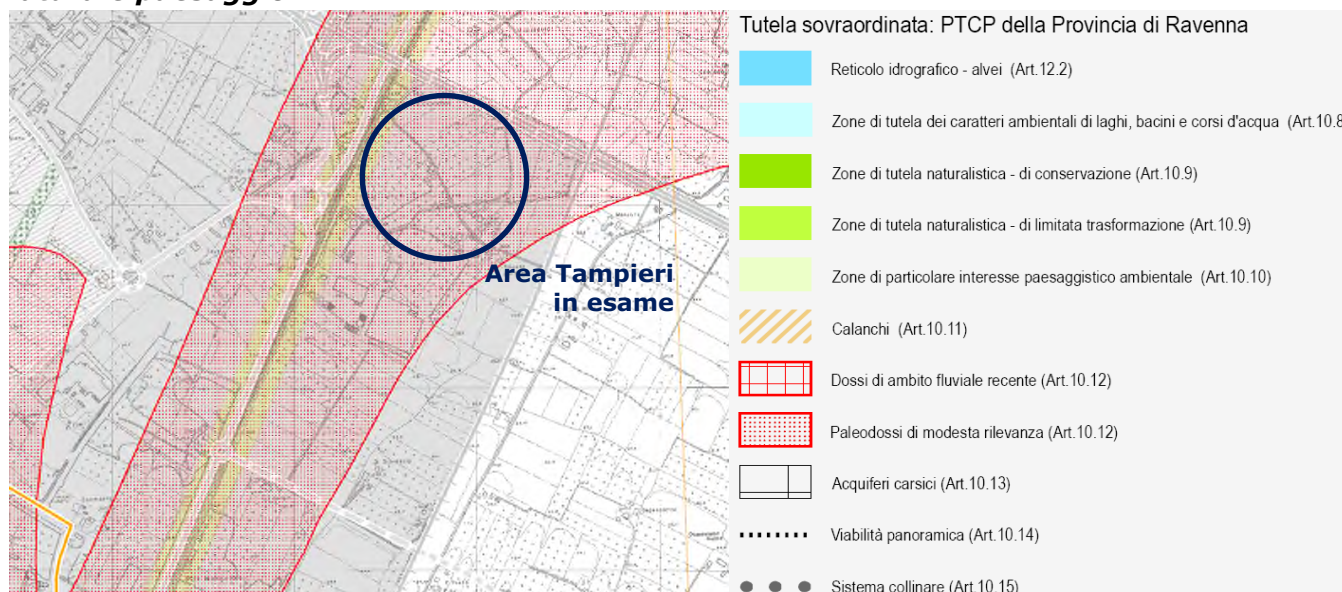 Tutela sovraordinata: PTCP della Provincia di Ravenna
Reticolo idrografico - alvei (Art.12.2)
Zone di tutela dei caratteri ambientali di laghi, bacini e corsi d'acqua (Art.10.8
Zone di tutela naturalistica - di conservazione (Art.10.9)
Zone di tutela naturalistica - di limitata trasformazione (Art.10.9)
Zone di particolare interesse paesaggistico ambientale (Art.10.10)
Calanchi (Art.10.11)
Dossi di ambito fluviale recente (Art.10.12)
Paleodossi di modesta rilevanza (Art.10.12)
Acquiferi carsici (Art.10.13)
Viabilità panoramica (Art.10.14)
Sistema collinare (Art.10.15)
Area Tampieri
in esame